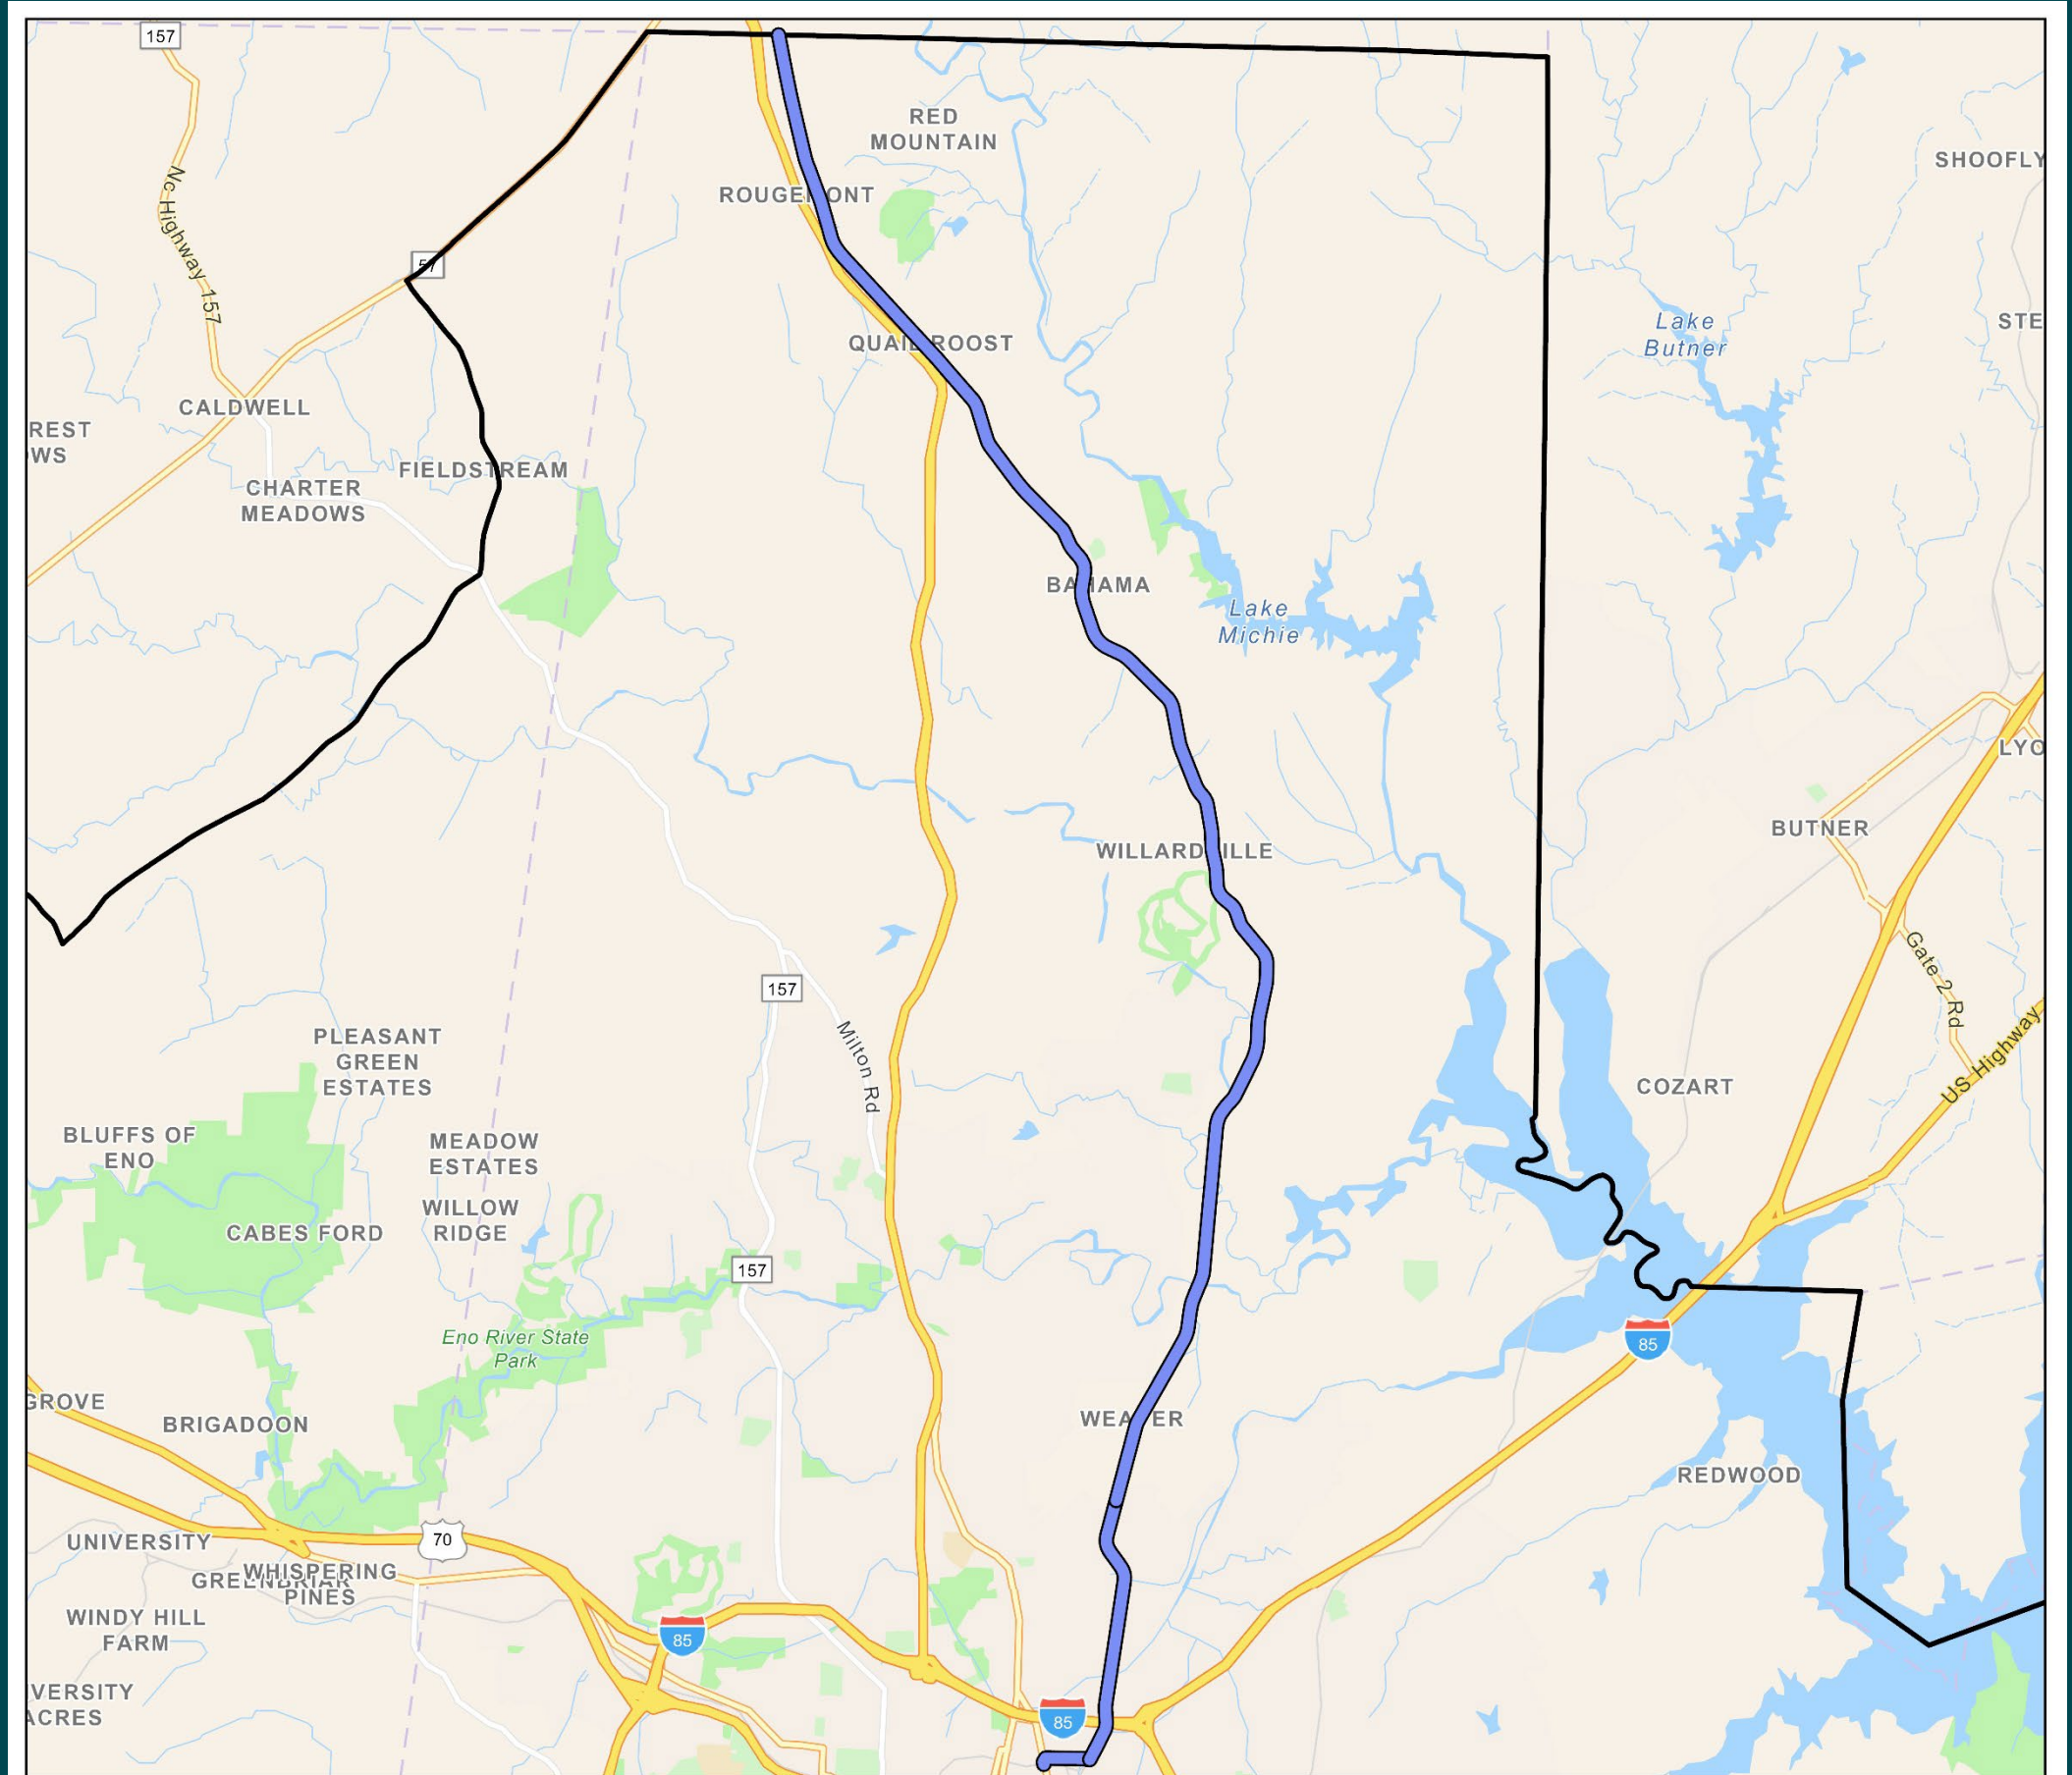 157
RED
MOUNTAIN
SHOOFLY
Nc Highway 157
ROUGEMONT
57
Lake
Butner
STE
QUAIL ROOST
CALDWELL
REST
WS
FIELDSTREAM
CHARTER
MEADOWS
BAHAMA
Lake
Michie
LYO
BUTNER
WILLARDVILLE
Gate 2 Rd
157
US Highway
Milton Rd
PLEASANT
GREEN
ESTATES
COZART
BLUFFS OF
ENO
MEADOW
ESTATES
WILLOW
RIDGE
CABES FORD
157
Eno River State
Park
85
GROVE
BRIGADOON
WEAVER
REDWOOD
UNIVERSITY
70
WHISPERING
PINES
GREENBRIAR
WINDY HILL
FARM
85
VERSITY
ACRES
85